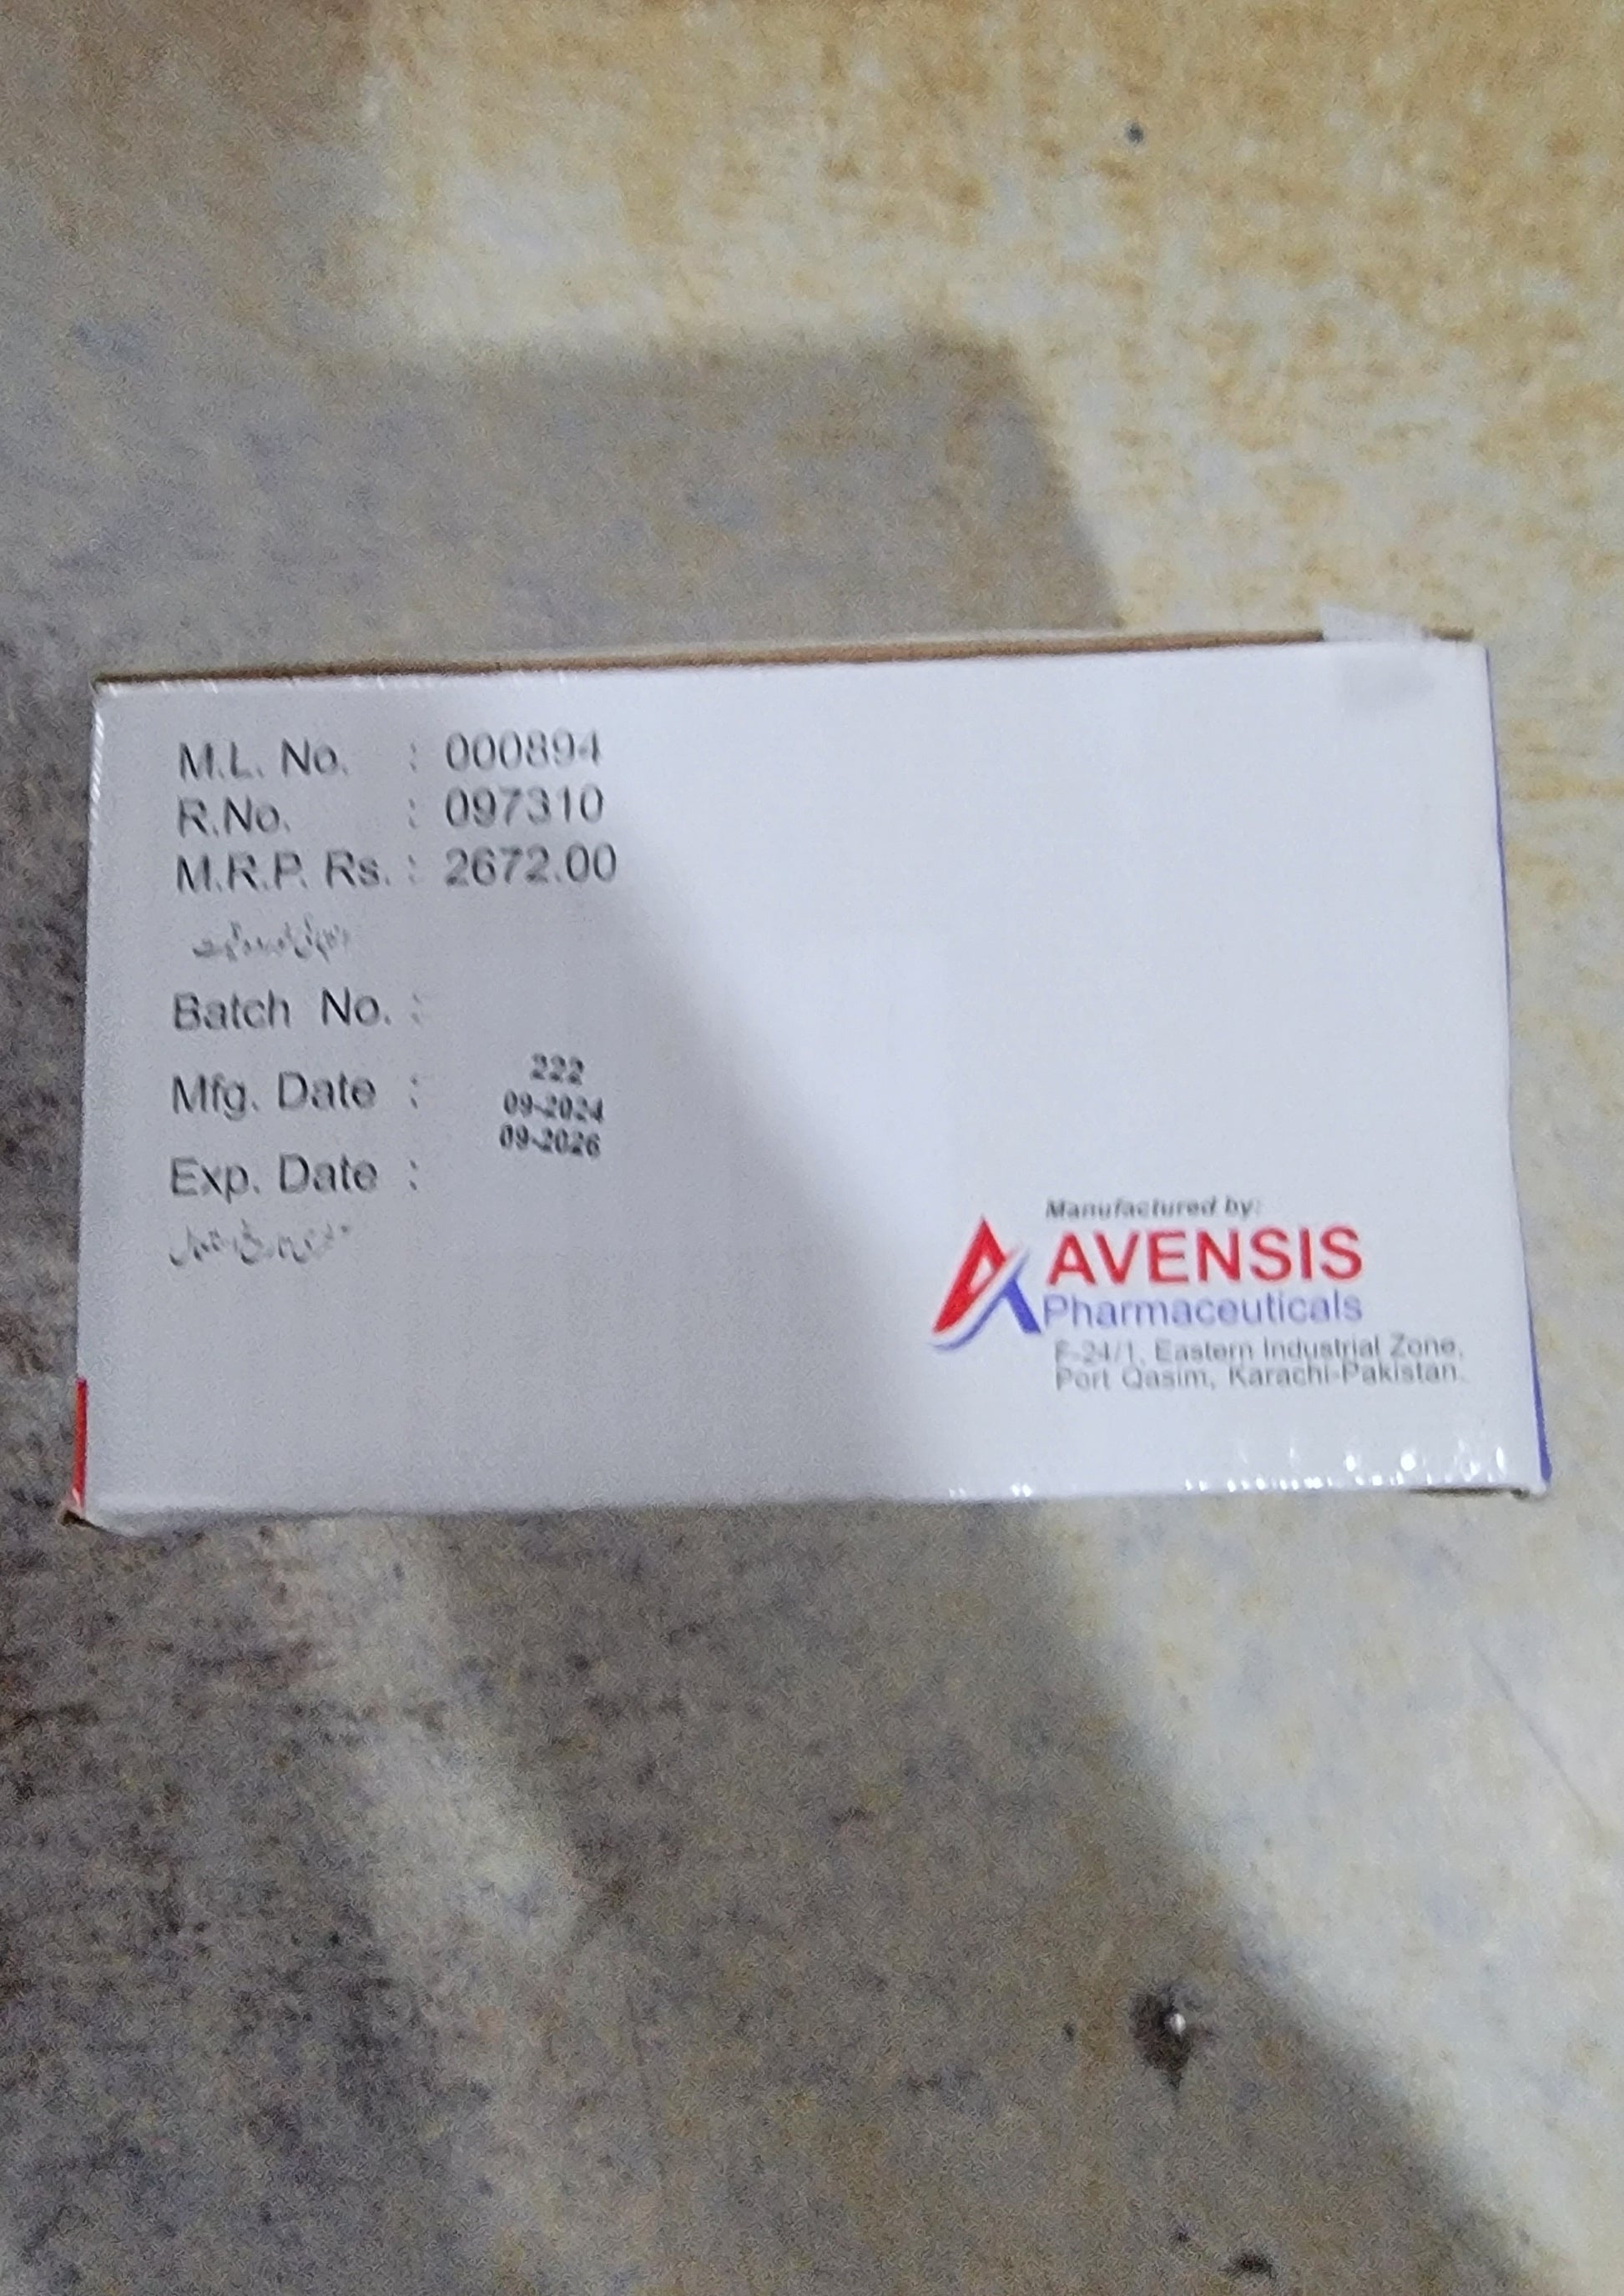 M.L. No. : 000894
R.No. : 097310
M.R.P. Rs. : 2672.00
Batch No. :
222
Mfg. Date :
09-2024
09-2026
Exp. Date :
Manufactured by:
AVENSIS
Pharmaceuticals
F-24/1, Eastern Industrial Zone,
Port Qasim, Karachi-Pakistan.